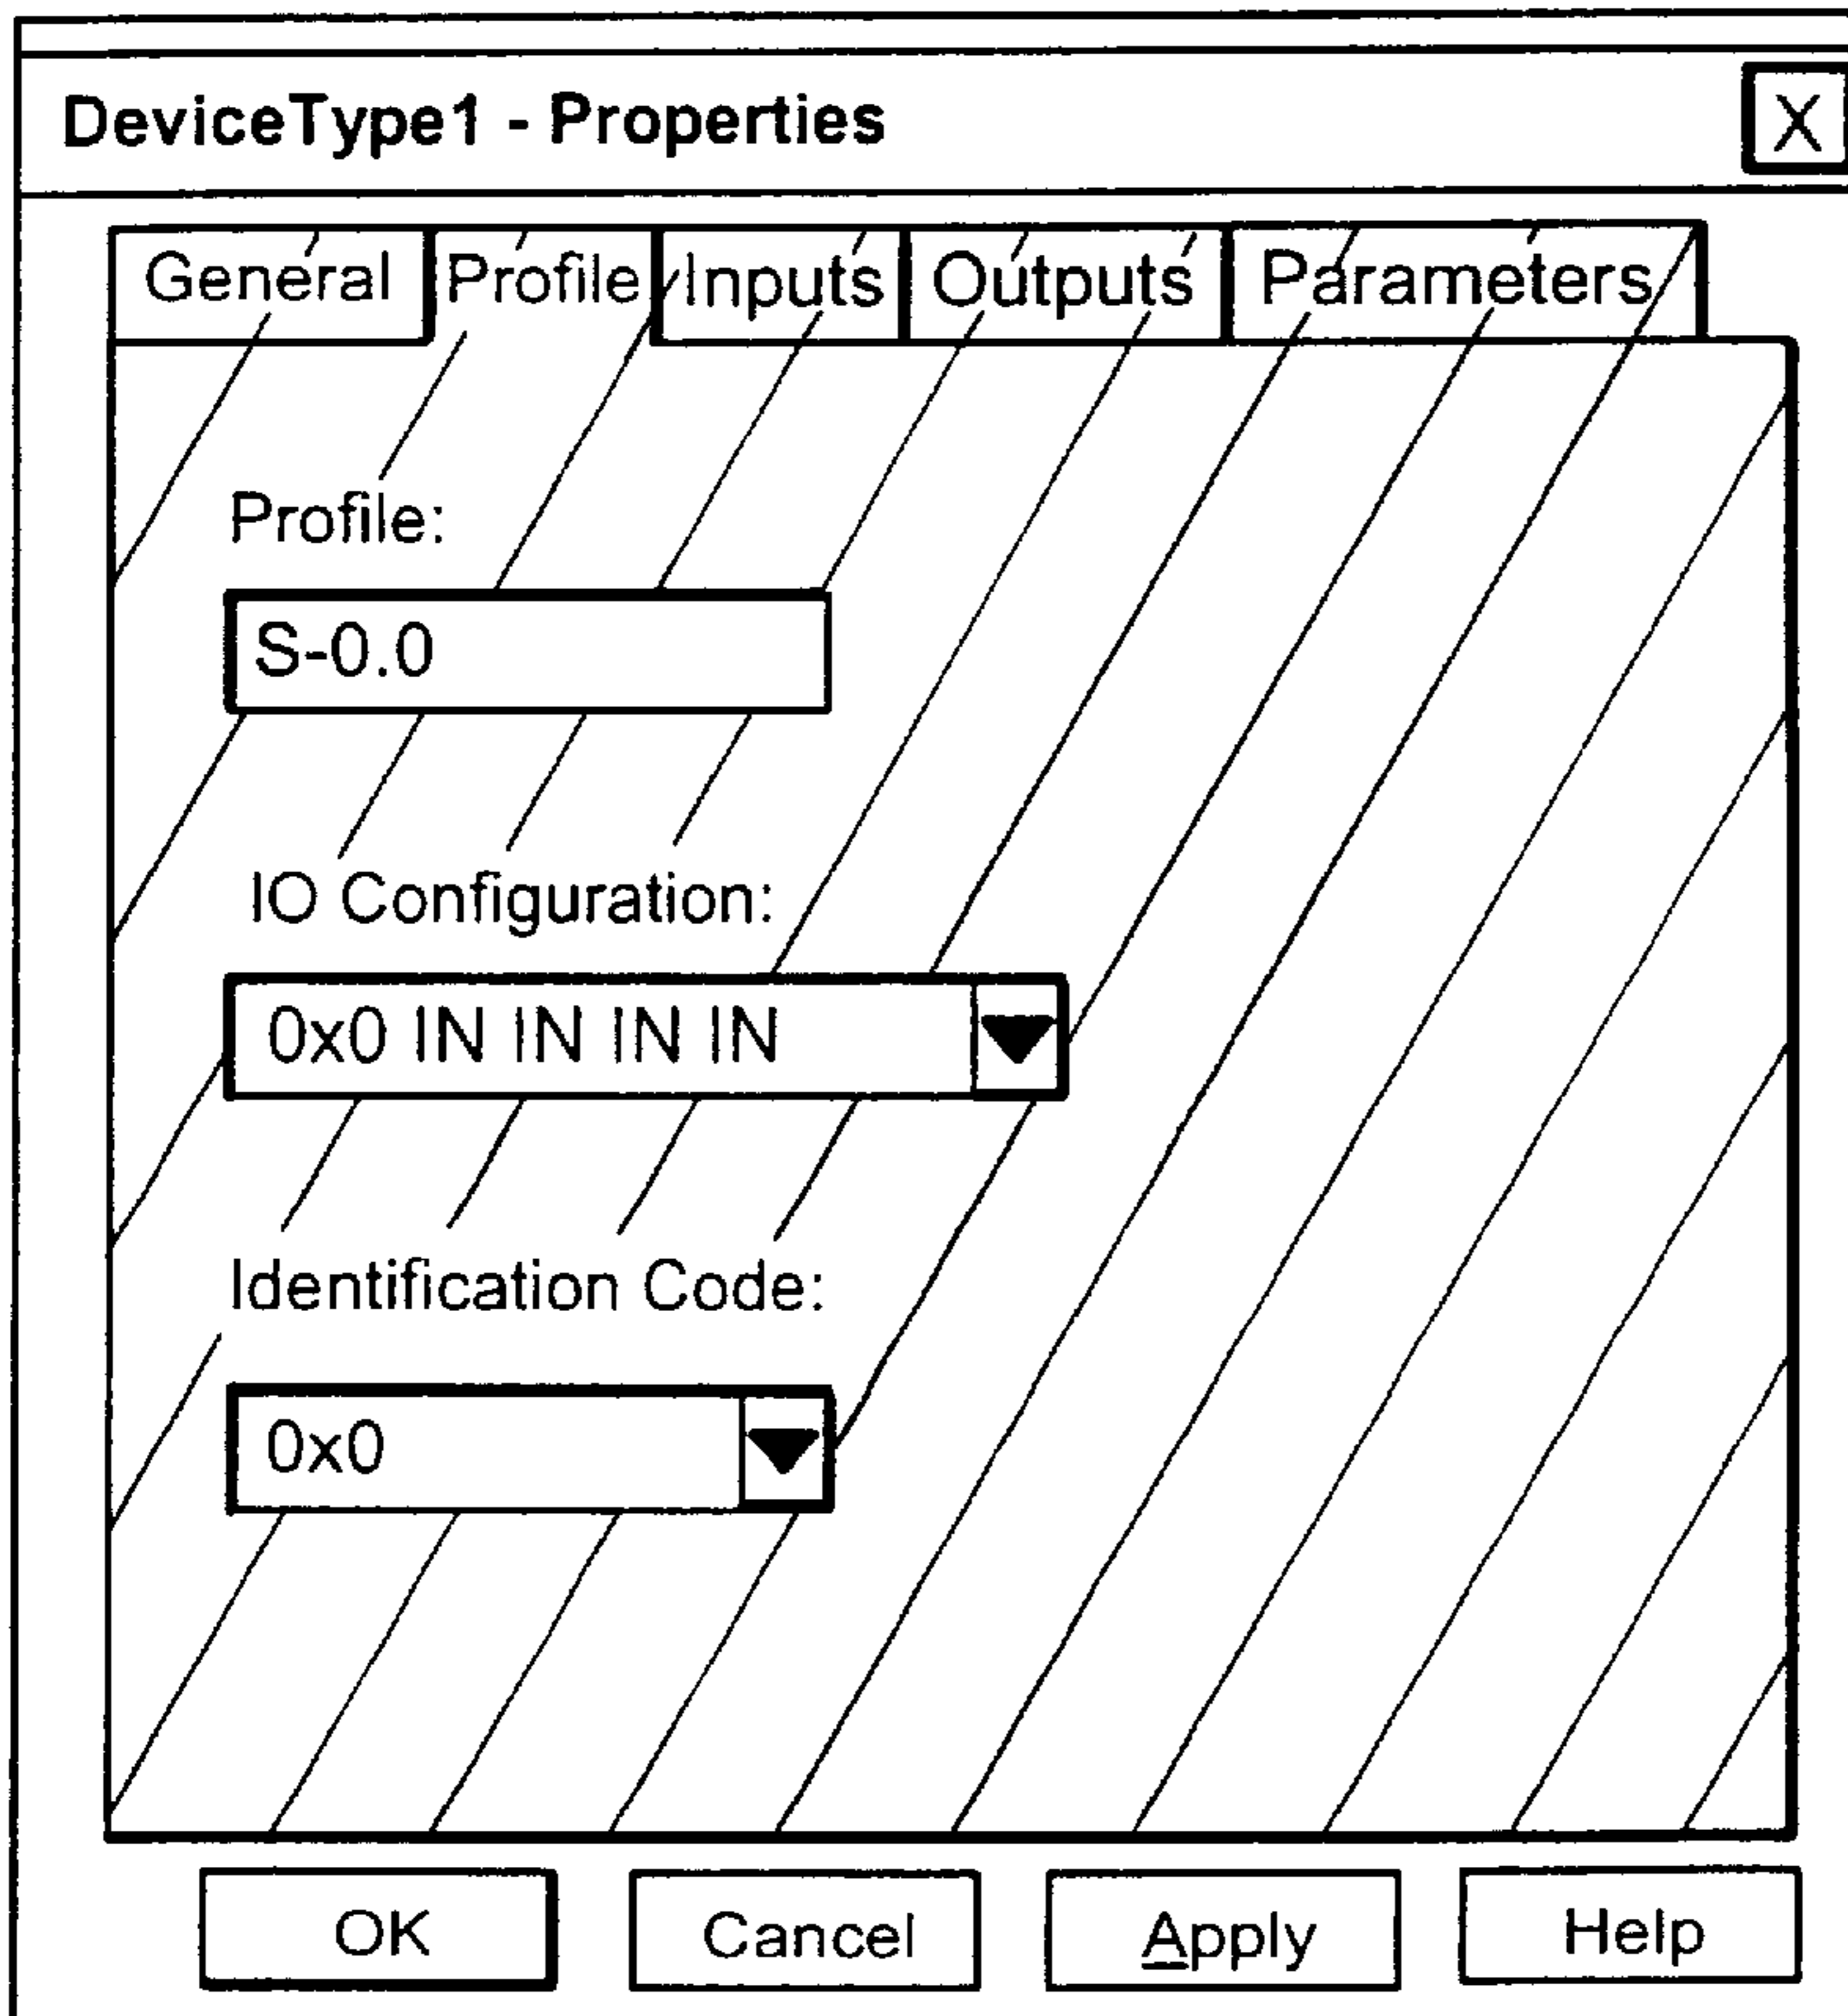 DeviceType1 - Properties X
General Profile Inputs Outputs Parameters
Profile:
S-0.0
IO Configuration:
0x0 IN IN IN IN
Identification Code:
0x0
OK Cancel Apply Help